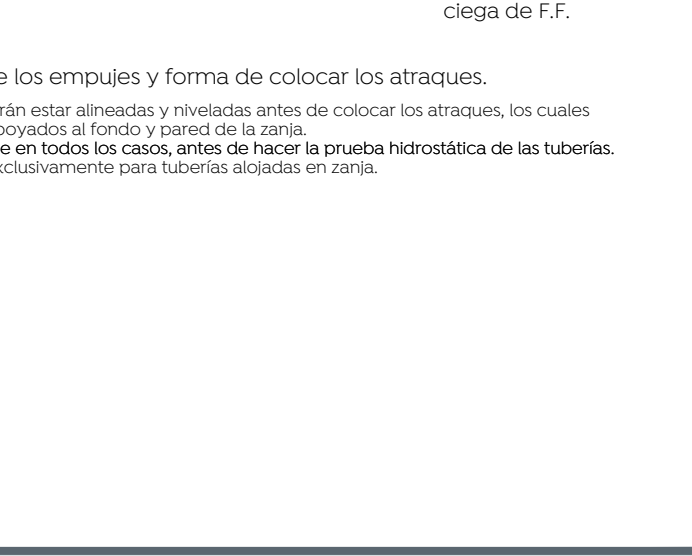 ciega de F.F.
e los empujes y forma de colocar los atraques.
rán estar alineadas y niveladas antes de colocar los atraques, los cuales
poyados al fondo y pared de la zanja.
e en todos los casos, antes de hacer la prueba hidrostática de las tuberías.
xclusivamente para tuberías alojadas en zanja.